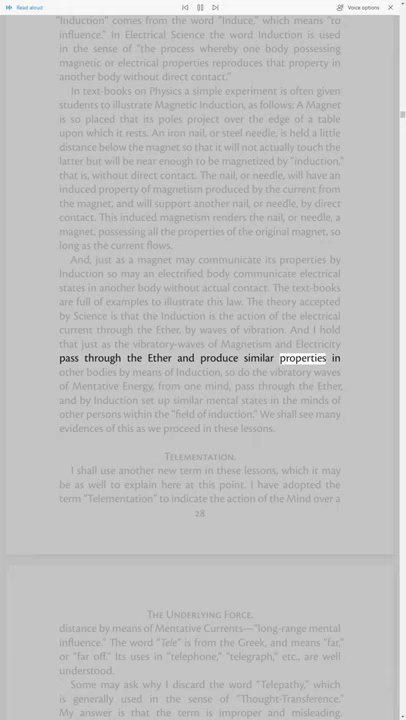 Read aloud
Voice options
"Induction" comes from the word "Induce," which means "to
influence." In Electrical Science the word Induction is used
in the sense of "the process whereby one body possessing
magnetic or electrical properties reproduces that property in
another body without direct contact."
In text-books on Physics a simple experiment is often given
students to illustrate Magnetic Induction, as follows: A Magnet
is so placed that its poles project over the edge of a table
upon which it rests. An iron nail, or steel needle, is held a little
distance below the magnet so that it will not actually touch the
latter but will be near enough to be magnetized by "induction,"
that is, without direct contact. The nail, or needle, will have an
induced property of magnetism produced by the current from
the magnet, and will support another nail, or needle, by direct
contact. This induced magnetism renders the nail, or needle, a
magnet, possessing all the properties of the original magnet, so
long as the current flows.
And, just as a magnet may communicate its properties by
Induction so may an electrified body communicate electrical
states in another body without actual contact. The text-books
are full of examples to illustrate this law. The theory accepted
by Science is that the Induction is the action of the electrical
current through the Ether, by waves of vibration. And I hold
that just as the vibratory-waves of Magnetism and Electricity
pass through the Ether and produce similar properties in
other bodies by means of Induction, so do the vibratory waves
of Mentative Energy, from one mind, pass through the Ether,
and by Induction set up similar mental states in the minds of
other persons within the "field of induction." We shall see many
evidences of this as we proceed in these lessons.
Telementation.
I shall use another new term in these lessons, which it may
be as well to explain here at this point. I have adopted the
term "Telementation" to indicate the action of the Mind over a
28
The Underlying Force.
distance by means of Mentative Currents—"long-range mental
influence." The word "Tele" is from the Greek, and means "far,"
or "far off." Its uses in "telephone," "telegraph," etc., are well
understood.
Some may ask why I discard the word "Telepathy," which
is generally used in the sense of "Thought-Transference."
My answer is that the term is improper and misleading.